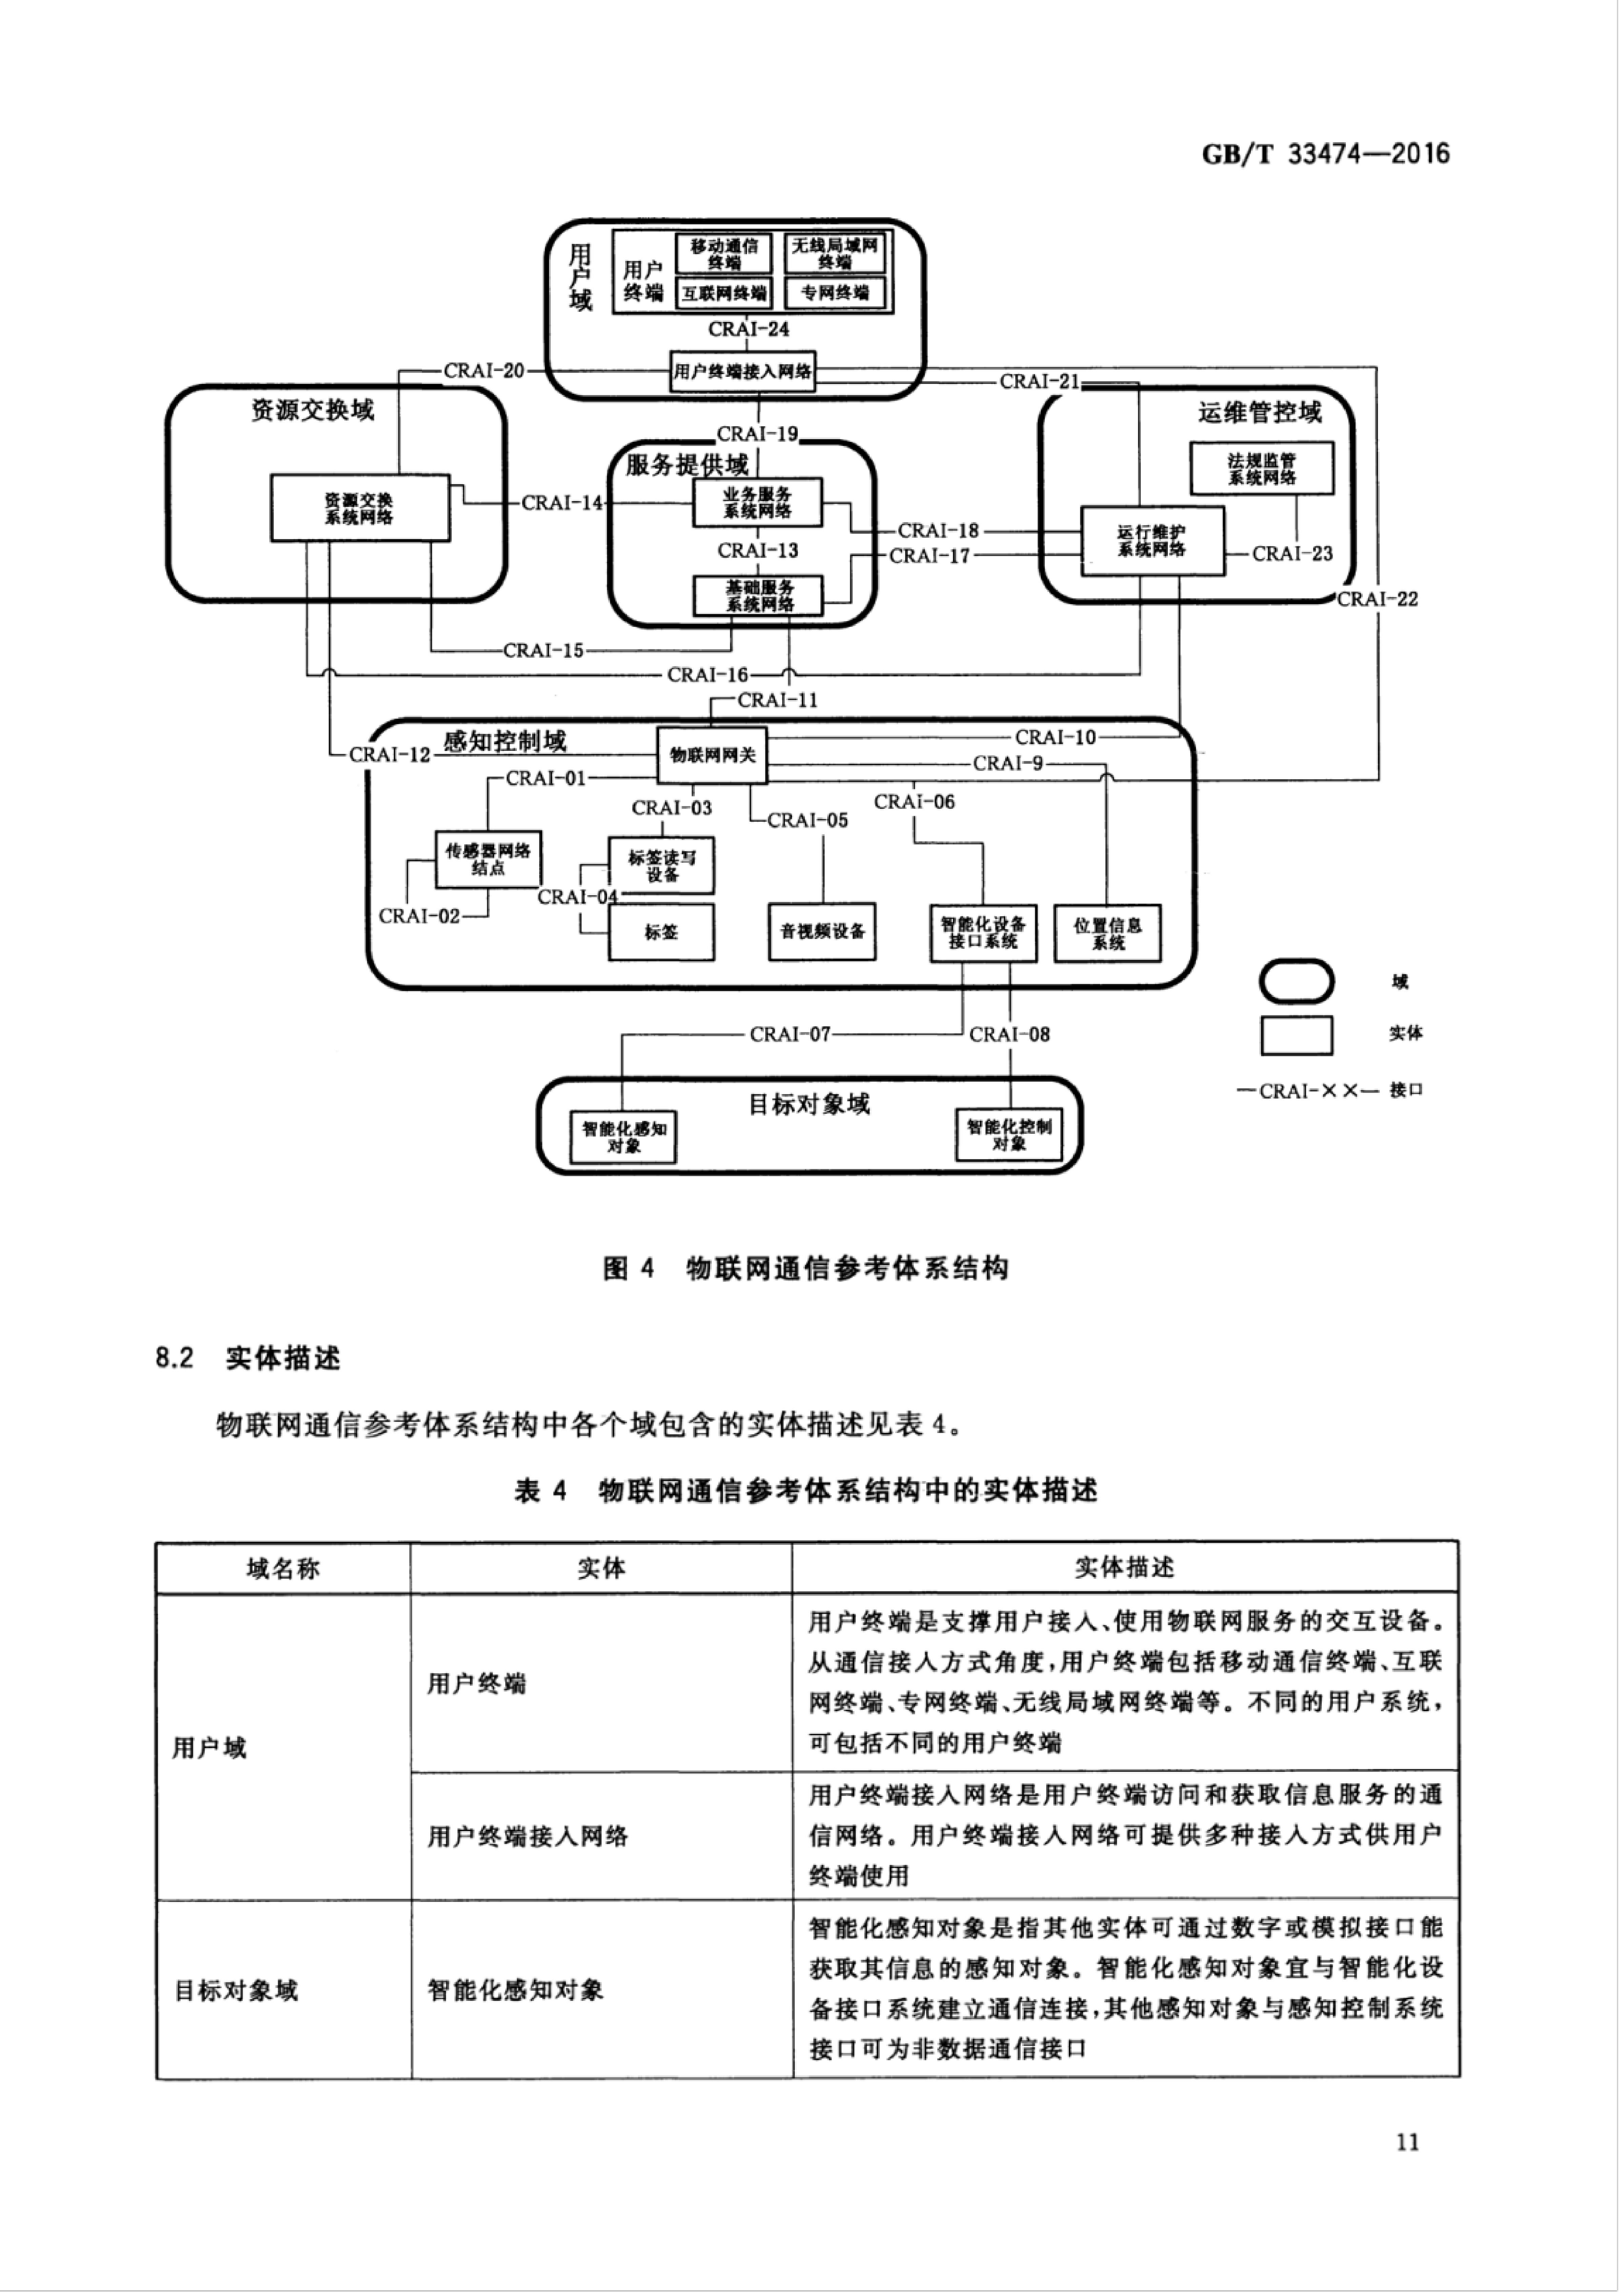 GB/T 33474—2016
用户域
用户
终端
移动通信
终端
无线局域网
终端
互联网终端
专网终端
CRAI-24
用户终端接入网络
CRAI-20
CRAI-21
资源交换域
运维管控域
CRAI-19
服务提供域
法规监管
系统网络
资源交换
系统网络
CRAI-14
业务服务
系统网络
CRAI-18
运行维护
系统网络
CRAI-13
CRAI-17
CRAI-23
基础服务
系统网络
CRAI-22
CRAI-15
CRAI-16
CRAI-11
感知控制域
CRAI-12
物联网网关
CRAI-10
CRAI-9
CRAI-01
CRAI-03
CRAI-05
CRAI-06
传感器网络
结点
标签读写
设备
CRAI-04
CRAI-02
标签
音视频设备
智能化设备
接口系统
位置信息
系统
域
CRAI-07
CRAI-08
实体
—CRAI-××— 接口
目标对象域
智能化感知
对象
智能化控制
对象
图 4 物联网通信参考体系结构
8.2 实体描述
物联网通信参考体系结构中各个域包含的实体描述见表 4。
表 4 物联网通信参考体系结构中的实体描述
域名称 实体 实体描述
用户域
用户终端
用户终端是支撑用户接入、使用物联网服务的交互设备。
从通信接入方式角度,用户终端包括移动通信终端、互联
网终端、专网终端、无线局域网终端等。不同的用户系统,
可包括不同的用户终端
用户终端接入网络
用户终端接入网络是用户终端访问和获取信息服务的通
信网络。用户终端接入网络可提供多种接入方式供用户
终端使用
目标对象域
智能化感知对象
智能化感知对象是指其他实体可通过数字或模拟接口能
获取其信息的感知对象。智能化感知对象宜与智能化设
备接口系统建立通信连接,其他感知对象与感知控制系统
接口可为非数据通信接口
11